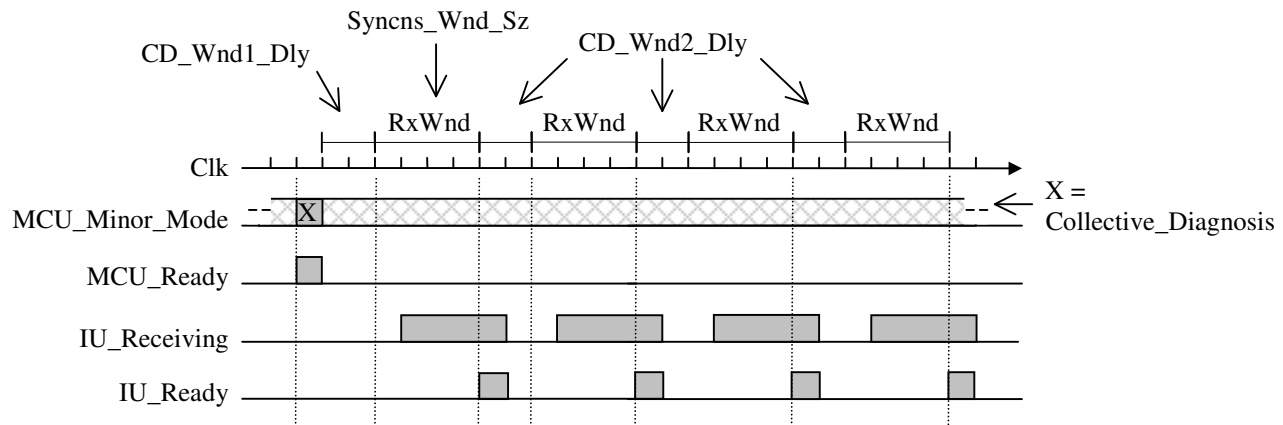 Syncns_Wnd_Sz
CD_Wnd1_Dly
CD_Wnd2_Dly
RxWnd RxWnd RxWnd RxWnd
Clk
MCU_Minor_Mode
X
X =
Collective_Diagnosis
MCU_Ready
IU_Receiving
IU_Ready